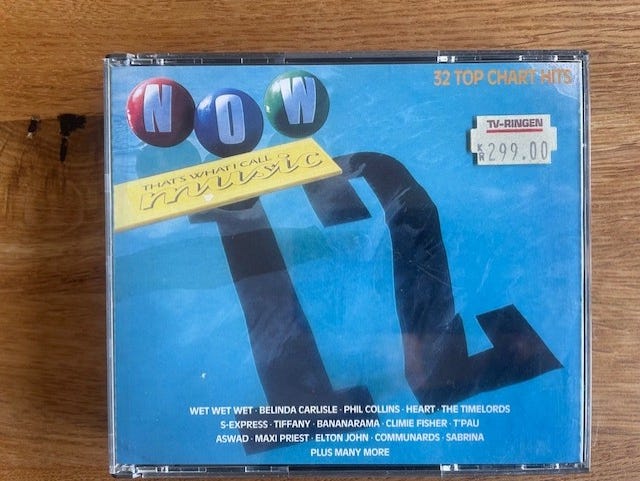 32 TOP CHART HITS
NOW
THAT'S WHAT I CALL
music
TV-RINGEN
KR 299.00
12
WET WET WET · BELINDA CARLISLE · PHIL COLLINS · HEART · THE TIMELORDS
S-EXPRESS · TIFFANY · BANANARAMA · CLIMIE FISHER · T'PAU
ASWAD · MAXI PRIEST · ELTON JOHN · COMMUNARDS · SABRINA
PLUS MANY MORE